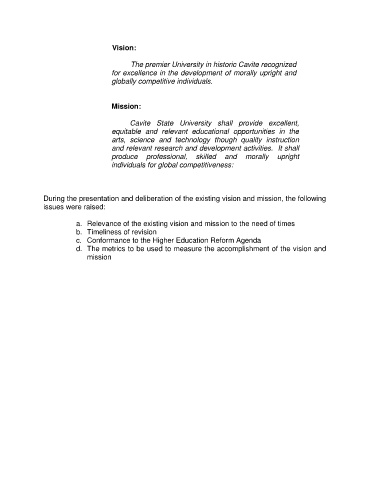 Vision:
The premier University in historic Cavite recognized
for excellence in the development of morally upright and
globally competitive individuals.
Mission:
Cavite State University shall provide excellent,
equitable and relevant educational opportunities in the
arts, science and technology though quality instruction
and relevant research and development activities. It shall
produce professional, skilled and morally upright
individuals for global competitiveness:
During the presentation and deliberation of the existing vision and mission, the following
issues were raised:
a. Relevance of the existing vision and mission to the need of times
b. Timeliness of revision
c. Conformance to the Higher Education Reform Agenda
d. The metrics to be used to measure the accomplishment of the vision and
mission